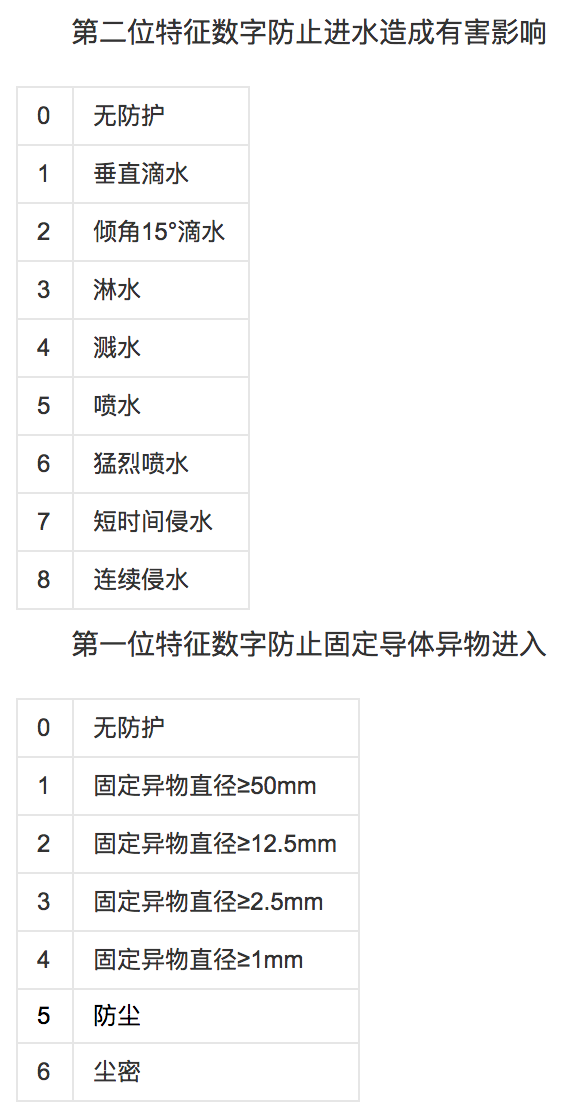 第二位特征数字防止进水造成有害影响
0 无防护
1 垂直滴水
2 倾角15°滴水
3 淋水
4 溅水
5 喷水
6 猛烈喷水
7 短时间侵水
8 连续侵水
第一位特征数字防止固定导体异物进入
0 无防护
1 固定异物直径≥50mm
2 固定异物直径≥12.5mm
3 固定异物直径≥2.5mm
4 固定异物直径≥1mm
5 防尘
6 尘密